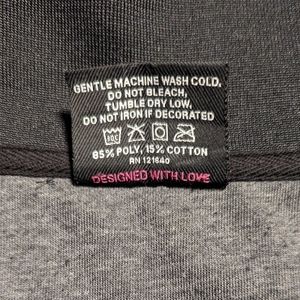 GENTLE MACHINE WASH COLD,
DO NOT BLEACH,
TUMBLE DRY LOW,
DO NOT IRON IF DECORATED
85% POLY, 15% COTTON
RN 121640
DESIGNED WITH LOVE